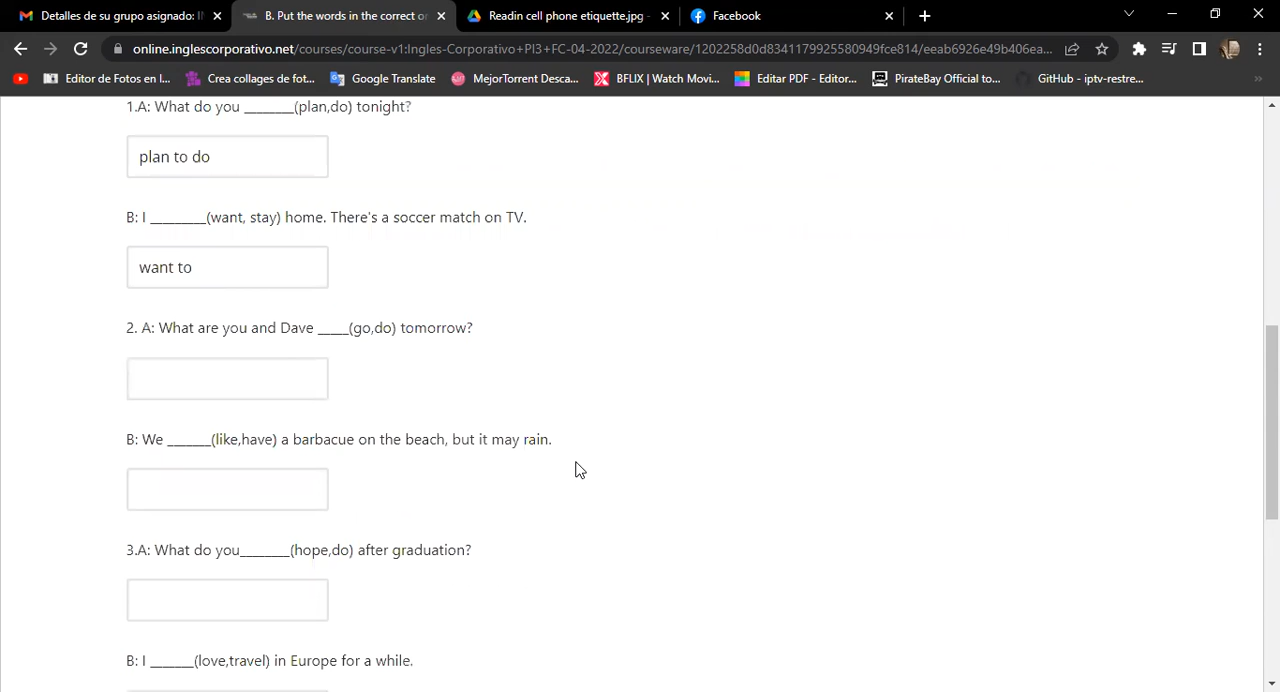 Detalles de su grupo asignado: I
B. Put the words in the correct or
Readin cell phone etiquette.jpg -
Facebook
online.inglescorporativo.net/courses/course-v1:Ingles-Corporativo+PI3+FC-04-2022/courseware/1202258d0d8341179925580949fce814/eeab6926e49b406ea...
Editor de Fotos en l...
Crea collages de fot...
Google Translate
MejorTorrent Desca...
BFLIX | Watch Movi...
Editar PDF - Editor...
PirateBay Official to...
GitHub - iptv-restre...
1.A: What do you ________(plan,do) tonight?
plan to do
B: I _________(want, stay) home. There's a soccer match on TV.
want to
2. A: What are you and Dave _____(go,do) tomorrow?
B: We _______(like,have) a barbacue on the beach, but it may rain.
3.A: What do you________(hope,do) after graduation?
B: I _______(love,travel) in Europe for a while.